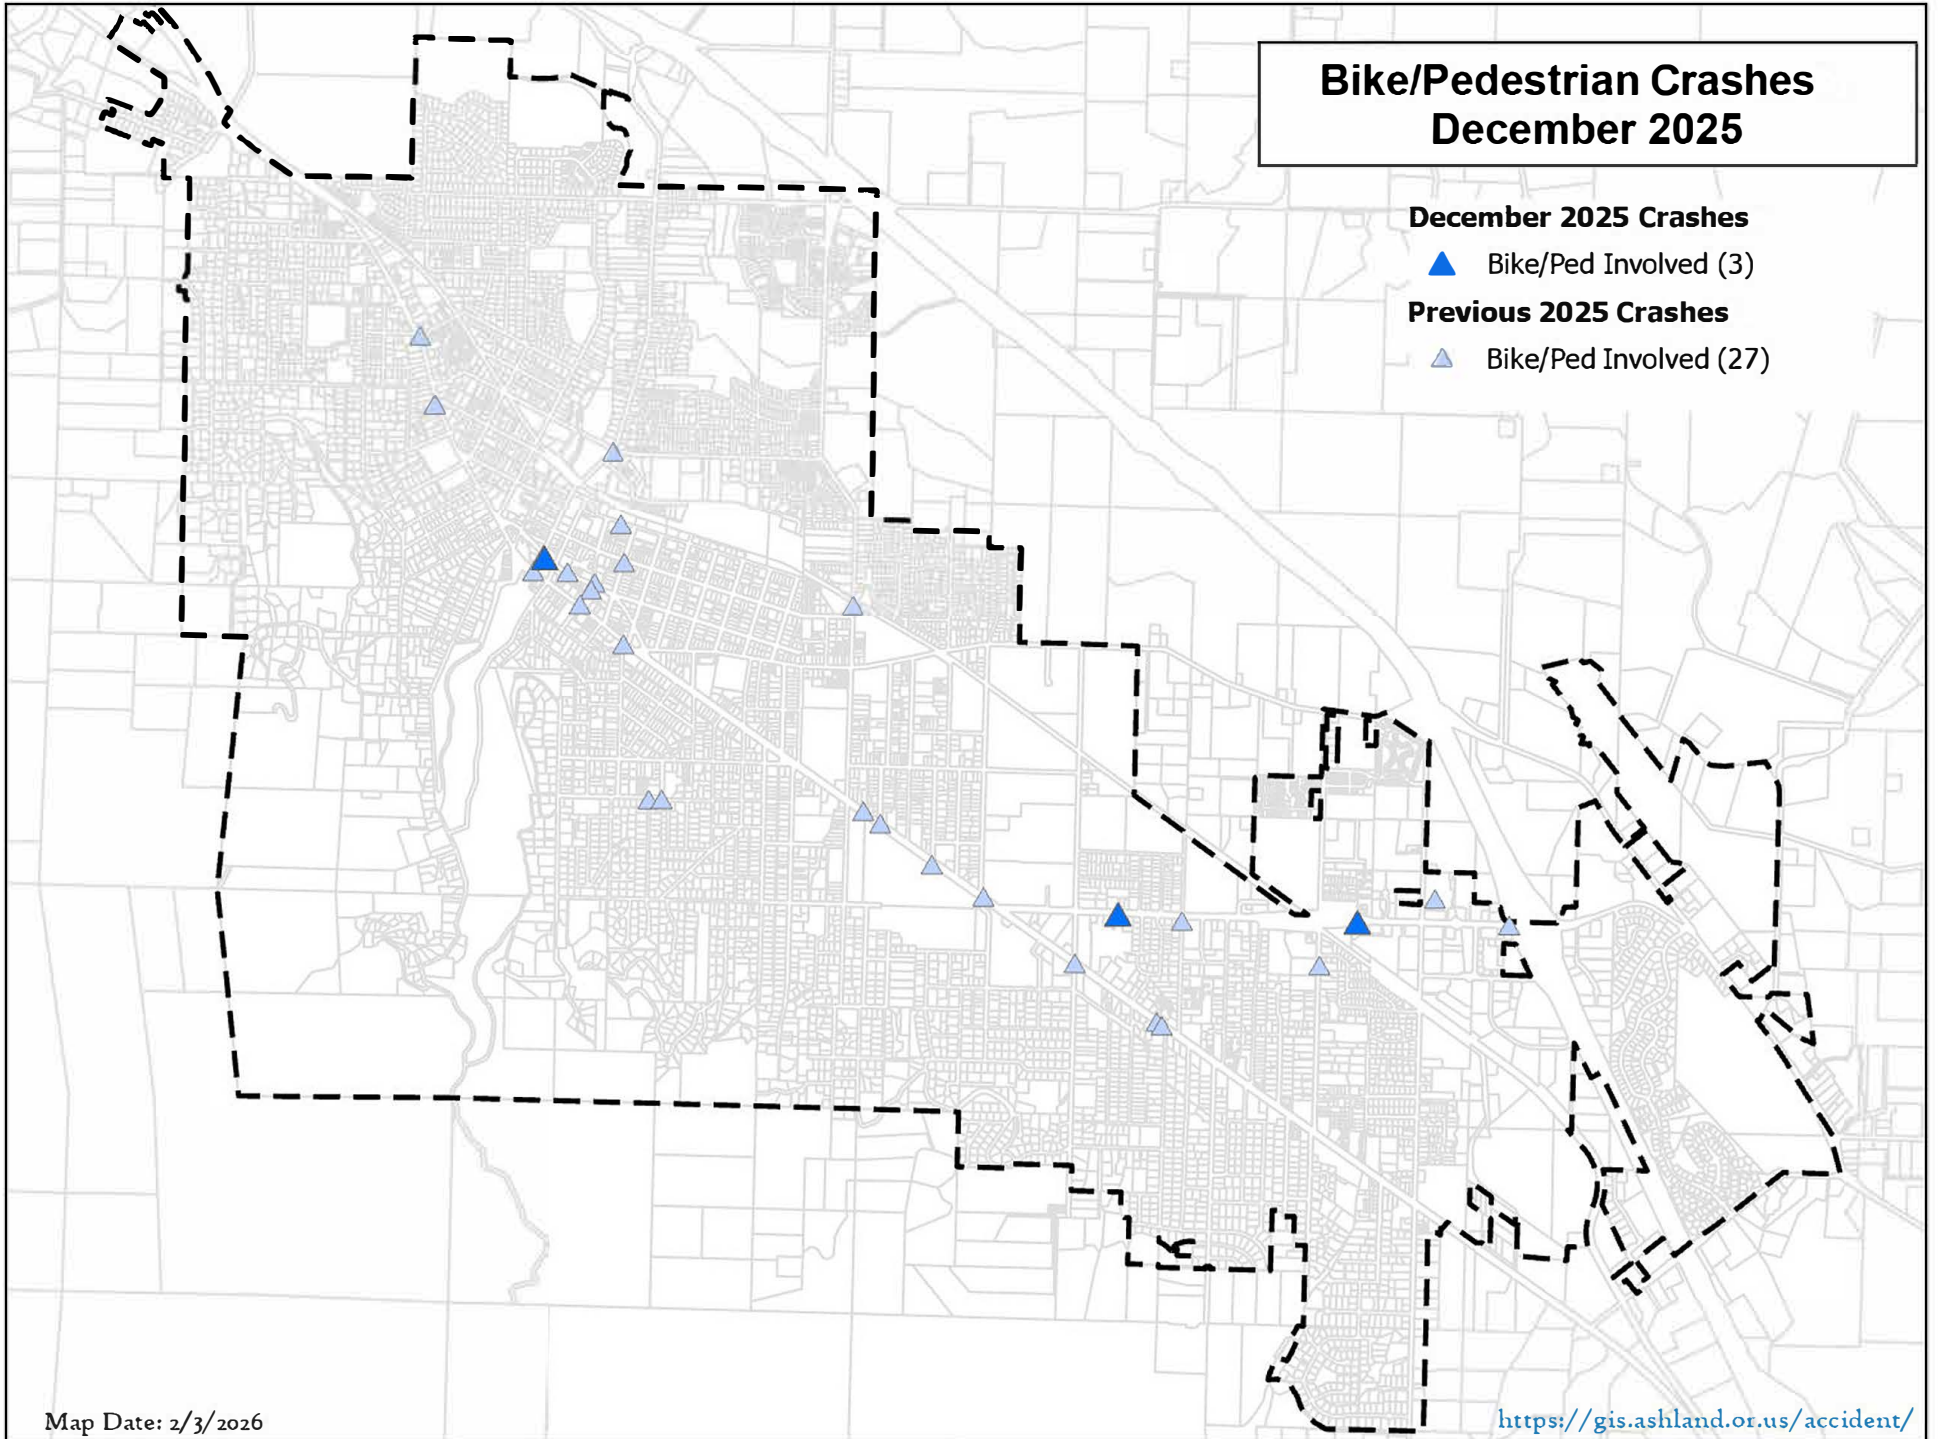 Bike/Pedestrian Crashes
December 2025
December 2025 Crashes
Bike/Ped Involved (3)
Previous 2025 Crashes
Bike/Ped Involved (27)
Map Date: 2/3/2026
https://gis.ashland.or.us/accident/